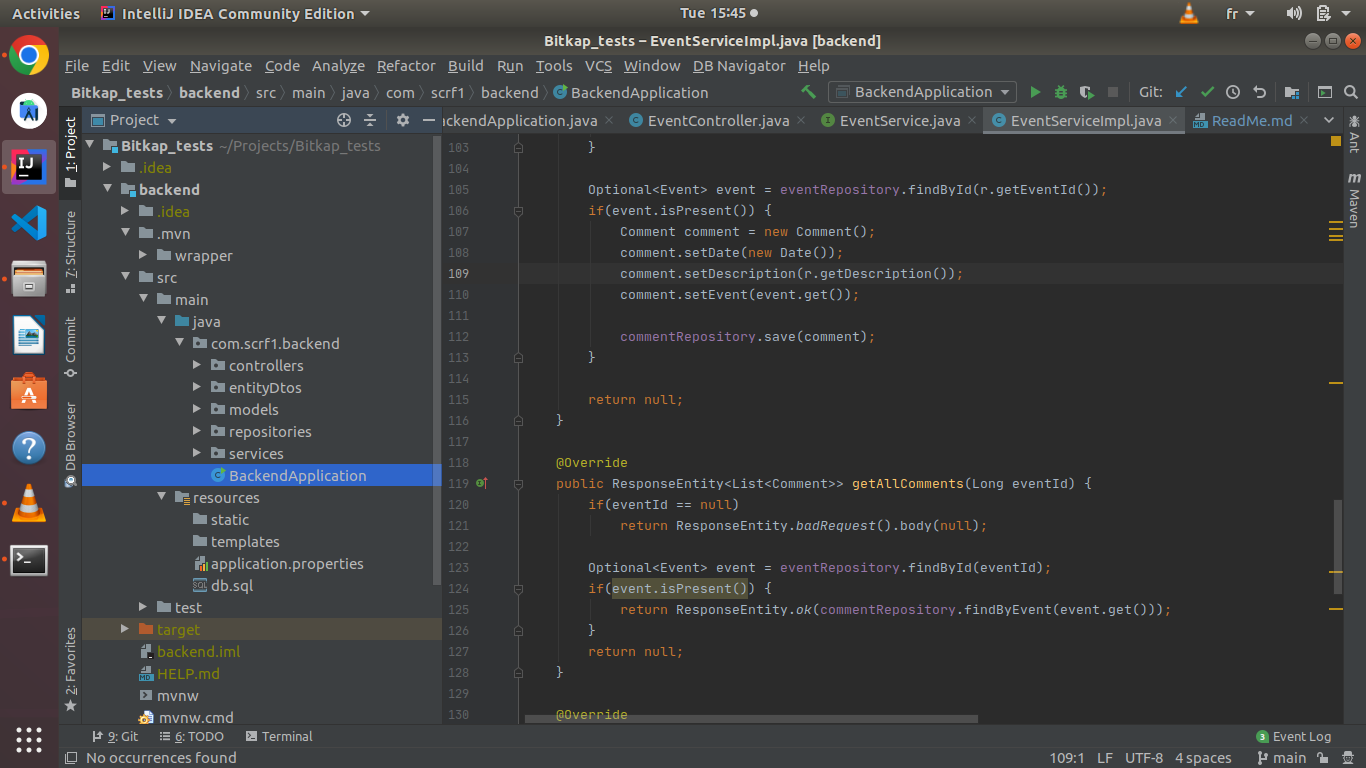 Activities IntelliJ IDEA Community Edition Tue 15:45 fr
Bitkap_tests – EventServiceImpl.java [backend]
File Edit View Navigate Code Analyze Refactor Build Run Tools VCS Window DB Navigator Help
Bitkap_tests backend src main java com scrf1 backend BackendApplication BackendApplication Git:
Project ckendApplication.java EventController.java EventService.java EventServiceImpl.java ReadMe.md
1: Project
7: Structure
Commit
DB Browser
2: Favorites
Bitkap_tests ~/Projects/Bitkap_tests
.idea
backend
.idea
.mvn
wrapper
src
main
java
com.scrf1.backend
controllers
entityDtos
models
repositories
services
BackendApplication
resources
static
templates
application.properties
db.sql
test
target
backend.iml
HELP.md
mvnw
mvnw.cmd
103 }
104
105 Optional<Event> event = eventRepository.findById(r.getEventId());
106 if(event.isPresent()) {
107 Comment comment = new Comment();
108 comment.setDate(new Date());
109 comment.setDescription(r.getDescription());
110 comment.setEvent(event.get());
111
112 commentRepository.save(comment);
113 }
114
115 return null;
116 }
117
118 @Override
119 public ResponseEntity<List<Comment>> getAllComments(Long eventId) {
120 if(eventId == null)
121 return ResponseEntity.badRequest().body(null);
122
123 Optional<Event> event = eventRepository.findById(eventId);
124 if(event.isPresent()) {
125 return ResponseEntity.ok(commentRepository.findByEvent(event.get()));
126 }
127 return null;
128 }
129
130 @Override
Ant
Maven
9: Git 6: TODO Terminal 3 Event Log
No occurrences found 109:1 LF UTF-8 4 spaces main